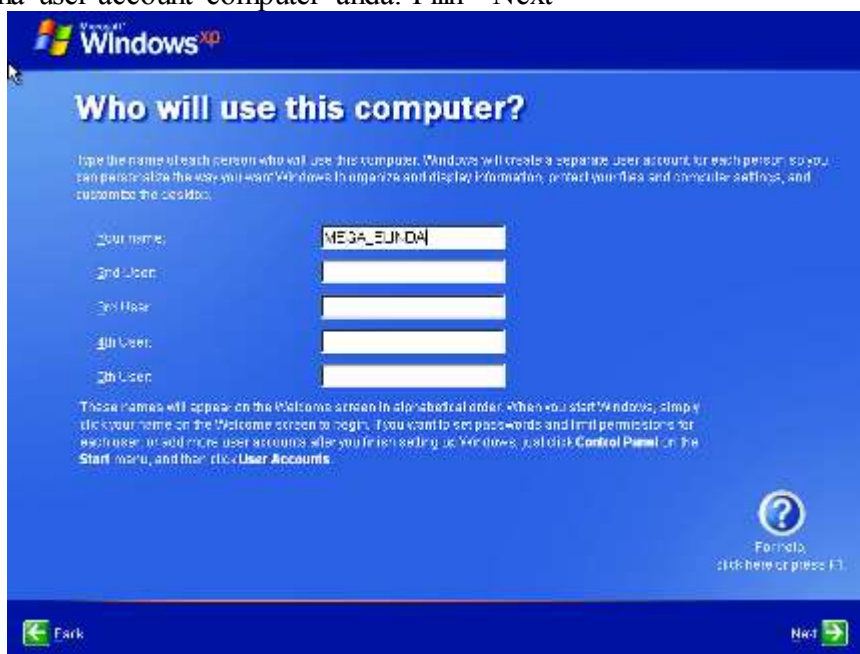 user account computer anda. Pilih Next
Microsoft
Windows xp
Who will use this computer?
Type the name of each person who will use this computer. Windows will create a separate user account for each person so you
can personalize the way you want Windows to organize and display information, protect your files and computer settings, and
customize the desktop.
Your name:
MEGA_ELINDA
2nd User:
3rd User:
4th User:
5th User:
These names will appear on the Welcome screen in alphabetical order. When you start Windows, simply
click your name on the Welcome screen to begin. If you want to set passwords and limit permissions for
each user, or add more user accounts after you finish setting up Windows, just click Control Panel on the
Start menu, and then click User Accounts.
For help,
click here or press F1.
Back
Next